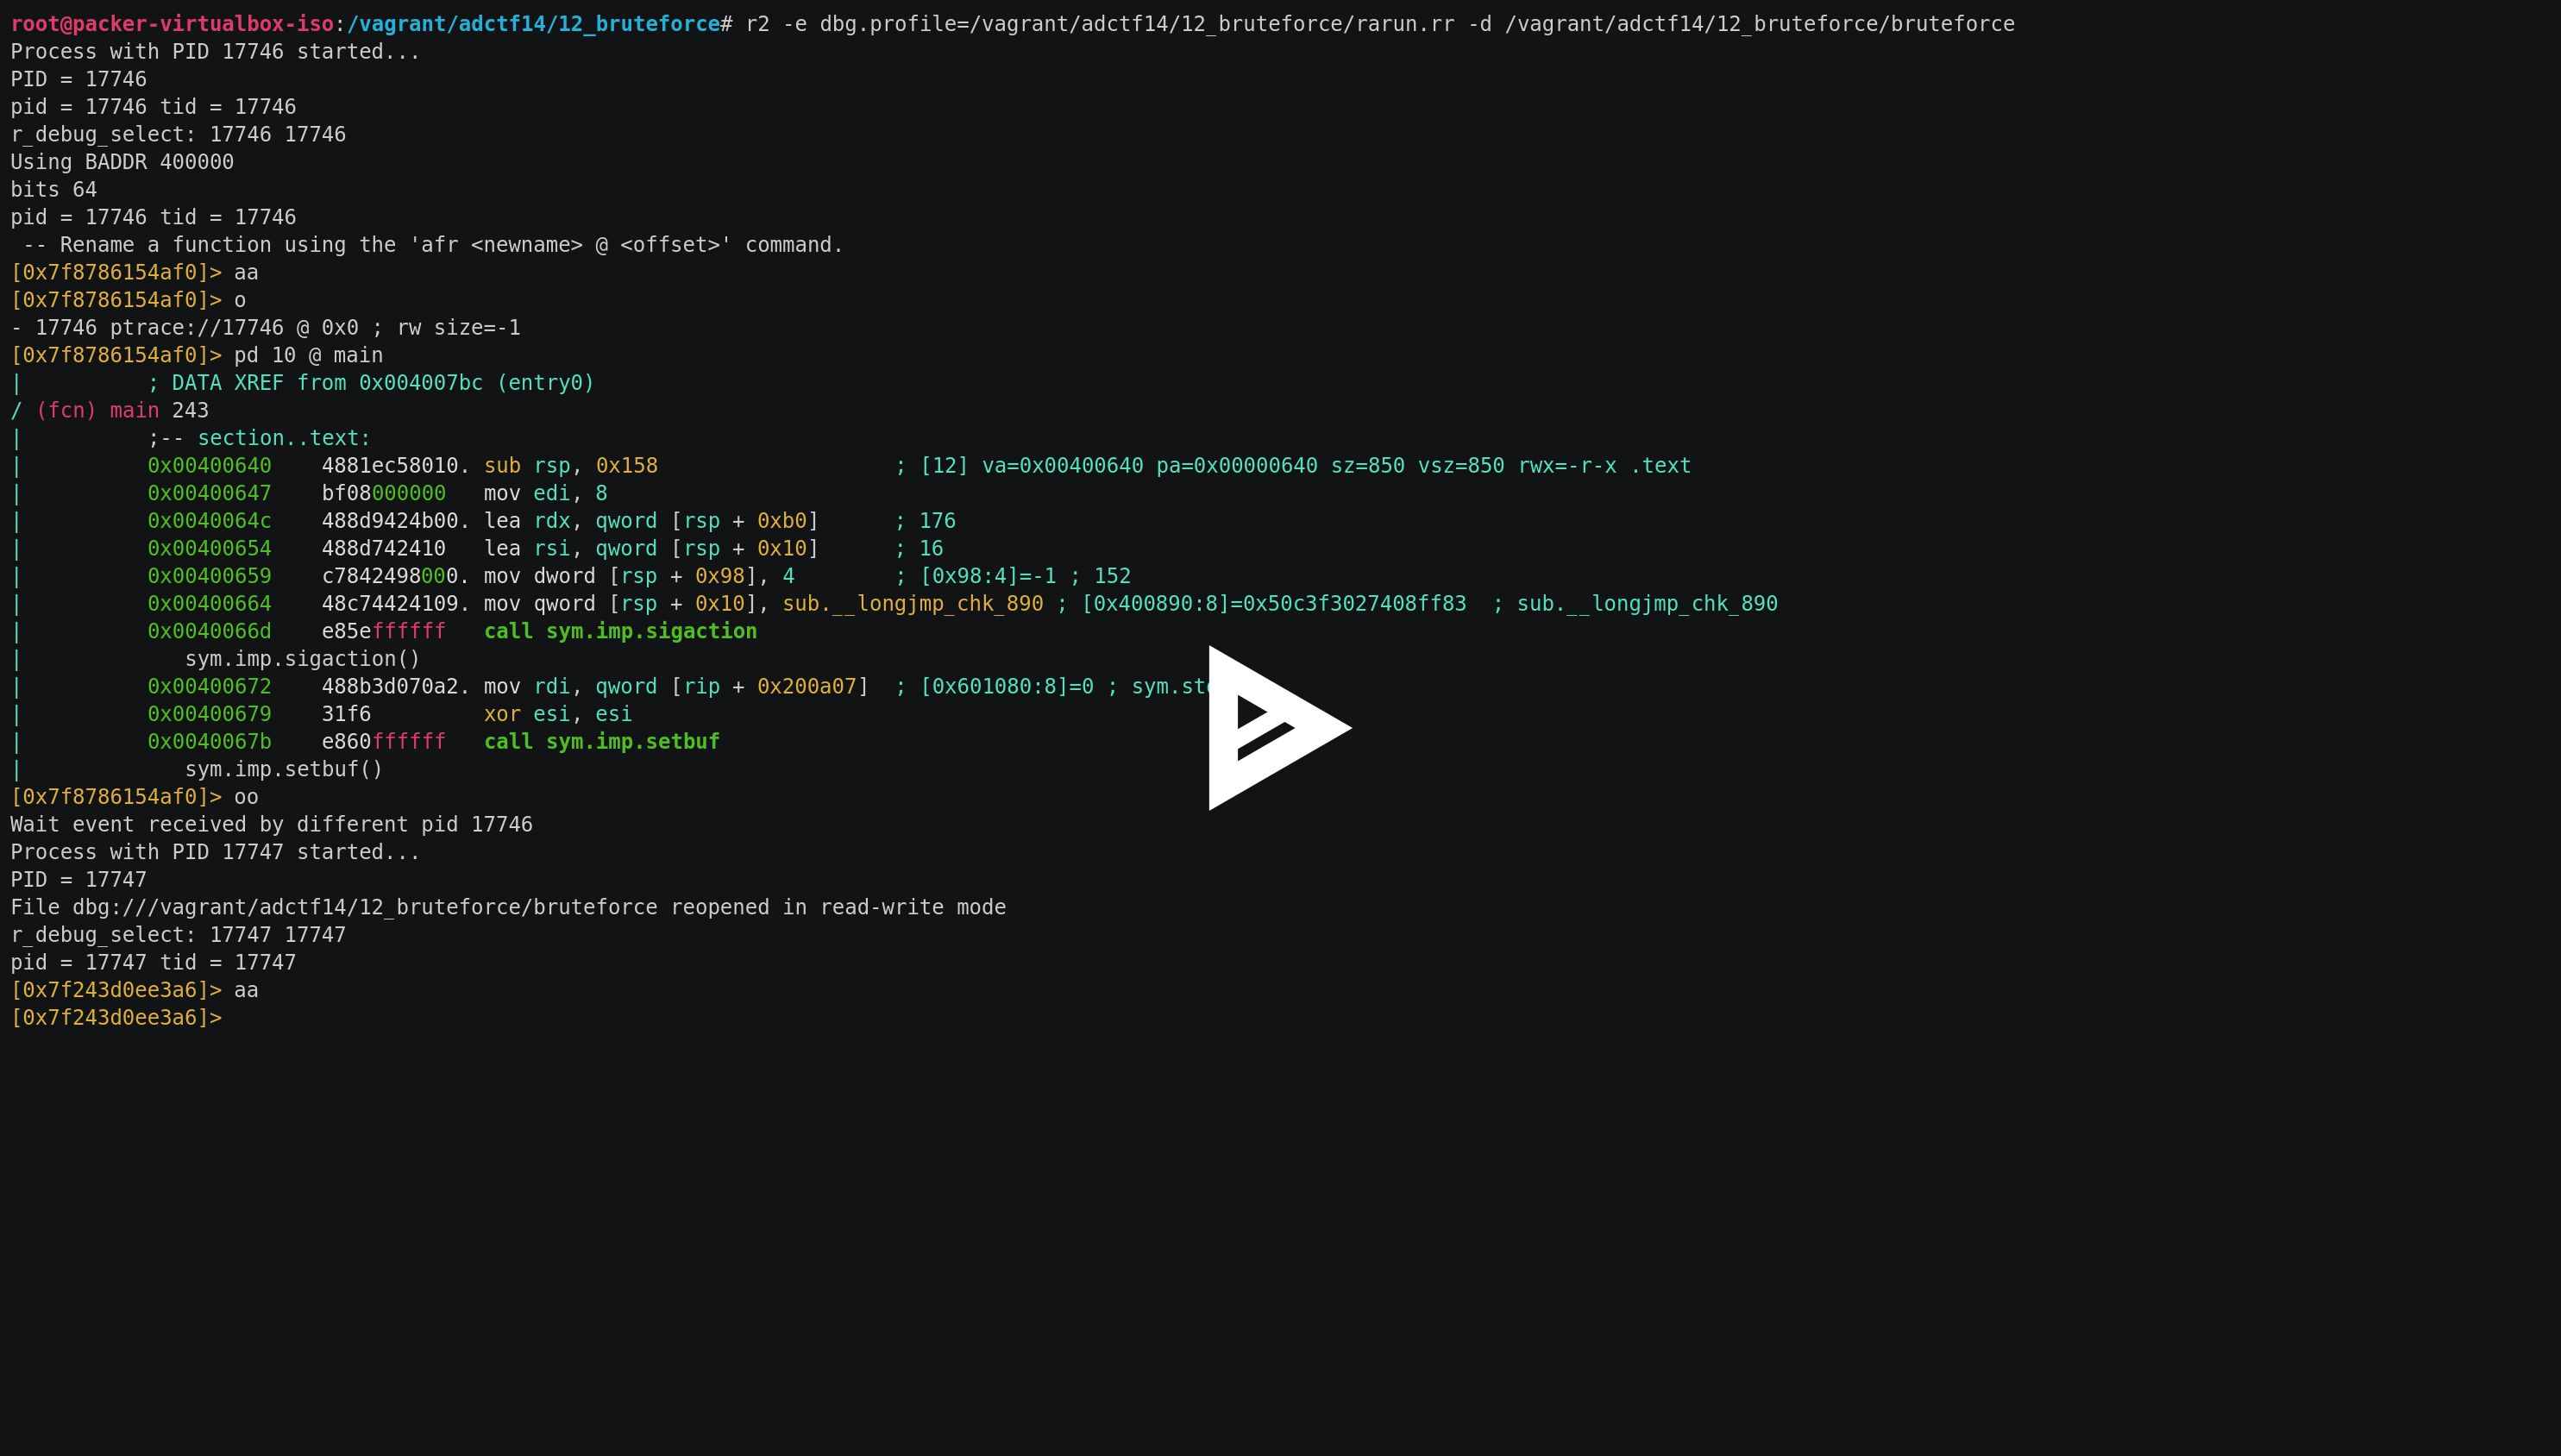 root@packer-virtualbox-iso:/vagrant/adctf14/12_bruteforce# r2 -e dbg.profile=/vagrant/adctf14/12_bruteforce/rarun.rr -d /vagrant/adctf14/12_bruteforce/bruteforce
Process with PID 17746 started...
PID = 17746
pid = 17746 tid = 17746
r_debug_select: 17746 17746
Using BADDR 400000
bits 64
pid = 17746 tid = 17746
 -- Rename a function using the 'afr <newname> @ <offset>' command.
[0x7f8786154af0]> aa
[0x7f8786154af0]> o
- 17746 ptrace://17746 @ 0x0 ; rw size=-1
[0x7f8786154af0]> pd 10 @ main
|          ; DATA XREF from 0x004007bc (entry0)
/ (fcn) main 243
|          ;-- section..text:
|          0x00400640    4881ec58010. sub rsp, 0x158                   ; [12] va=0x00400640 pa=0x00000640 sz=850 vsz=850 rwx=-r-x .text
|          0x00400647    bf08000000   mov edi, 8
|          0x0040064c    488d9424b00. lea rdx, qword [rsp + 0xb0]      ; 176
|          0x00400654    488d742410   lea rsi, qword [rsp + 0x10]      ; 16
|          0x00400659    c7842498000. mov dword [rsp + 0x98], 4        ; [0x98:4]=-1 ; 152
|          0x00400664    48c74424109. mov qword [rsp + 0x10], sub.__longjmp_chk_890 ; [0x400890:8]=0x50c3f3027408ff83  ; sub.__longjmp_chk_890
|          0x0040066d    e85effffff   call sym.imp.sigaction
|             sym.imp.sigaction()
|          0x00400672    488b3d070a2. mov rdi, qword [rip + 0x200a07]  ; [0x601080:8]=0 ; sym.std
|          0x00400679    31f6         xor esi, esi
|          0x0040067b    e860ffffff   call sym.imp.setbuf
|             sym.imp.setbuf()
[0x7f8786154af0]> oo
Wait event received by different pid 17746
Process with PID 17747 started...
PID = 17747
File dbg:///vagrant/adctf14/12_bruteforce/bruteforce reopened in read-write mode
r_debug_select: 17747 17747
pid = 17747 tid = 17747
[0x7f243d0ee3a6]> aa
[0x7f243d0ee3a6]>